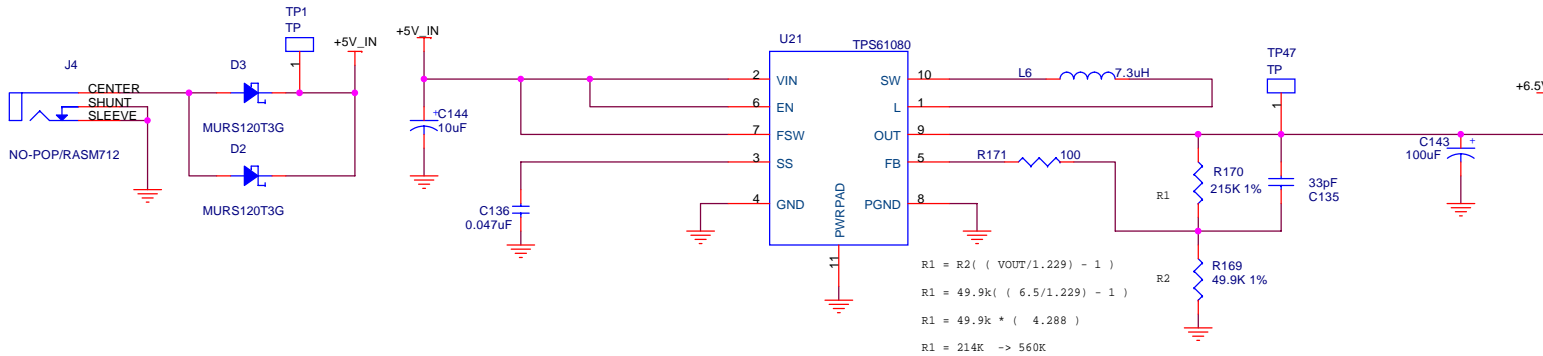 J4
CENTER
SHUNT
SLEEVE
NO-POP/RASM712
D3
MURS120T3G
D2
MURS120T3G
TP1
TP
1
+5V_IN
+5V_IN
+
C144
10uF
C136
0.047uF
U21
TPS61080
2
VIN
6
EN
7
FSW
3
SS
4
GND
PWRPAD
11
SW
10
L
1
OUT
9
FB
5
PGND
8
L6
7.3uH
R171
100
TP47
TP
1
R1
R170
215K 1%
33pF
C135
R2
R169
49.9K 1%
C143
100uF
+
+6.5V
R1 = R2( ( VOUT/1.229) - 1 )
R1 = 49.9k( ( 6.5/1.229) - 1 )
R1 = 49.9k * ( 4.288 )
R1 = 214K -> 560K